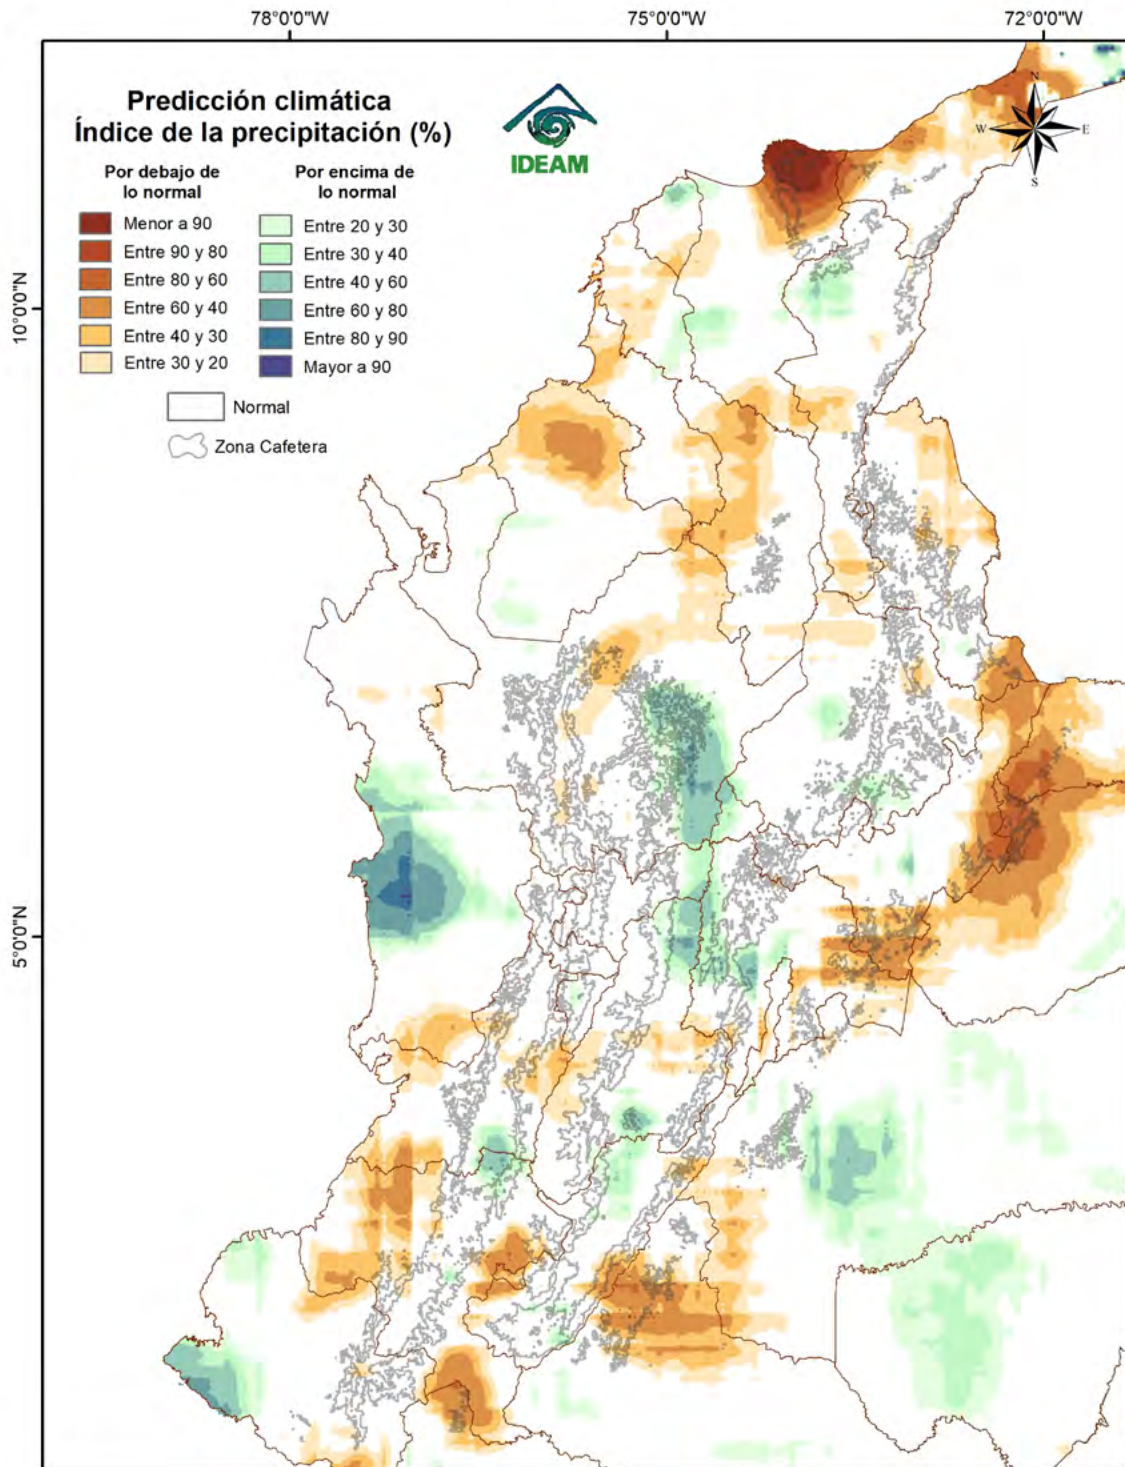 78°0'0"W
75°0'0"W
72°0'0"W
Predicción climática
Índice de la precipitación (%)
Por debajo de
lo normal
Menor a 90
Entre 90 y 80
Entre 80 y 60
Entre 60 y 40
Entre 40 y 30
Entre 30 y 20
Por encima de
lo normal
Entre 20 y 30
Entre 30 y 40
Entre 40 y 60
Entre 60 y 80
Entre 80 y 90
Mayor a 90
Normal
Zona Cafetera
IDEAM
N
W
E
S
10°0'0"N
5°0'0"N